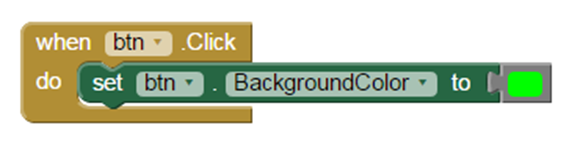 when btn .Click
do set btn . BackgroundColor to